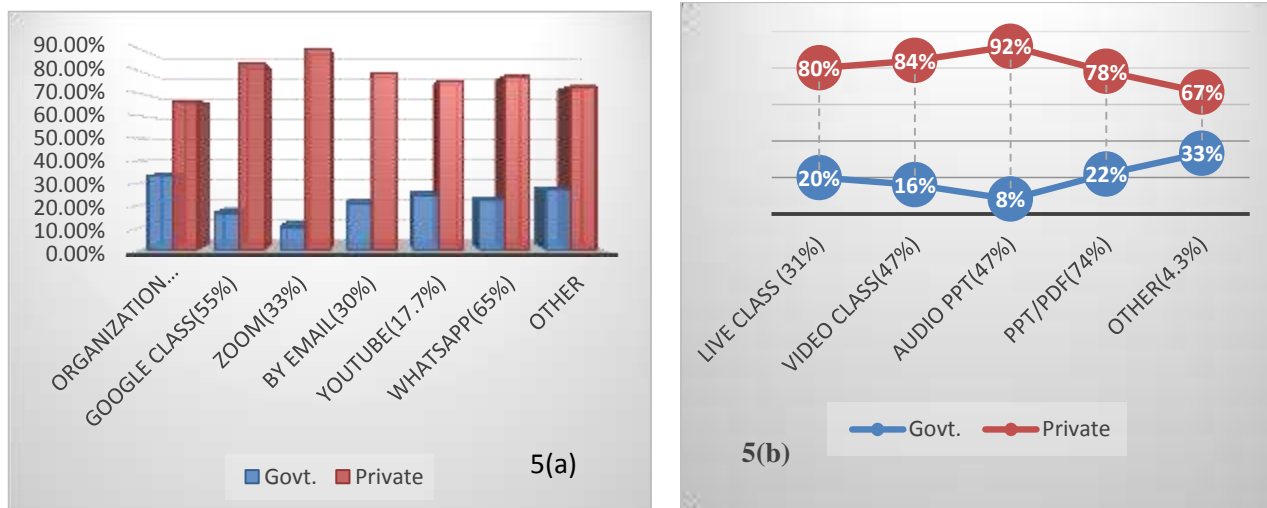 90.00%
80.00%
70.00%
60.00%
50.00%
40.00%
30.00%
20.00%
10.00%
0.00%
ORGANIZATION...
GOOGLE CLASS(55%)
ZOOM(33%)
BY EMAIL(30%)
YOUTUBE(17.7%)
WHATSAPP(65%)
OTHER
Govt. Private
5(a)
5(b)
80% 84% 92% 78% 67%
20% 16% 8% 22% 33%
LIVE CLASS (31%)
VIDEO CLASS(47%)
AUDIO PPT(47%)
PPT/PDF(74%)
OTHER(4.3%)
Govt. Private